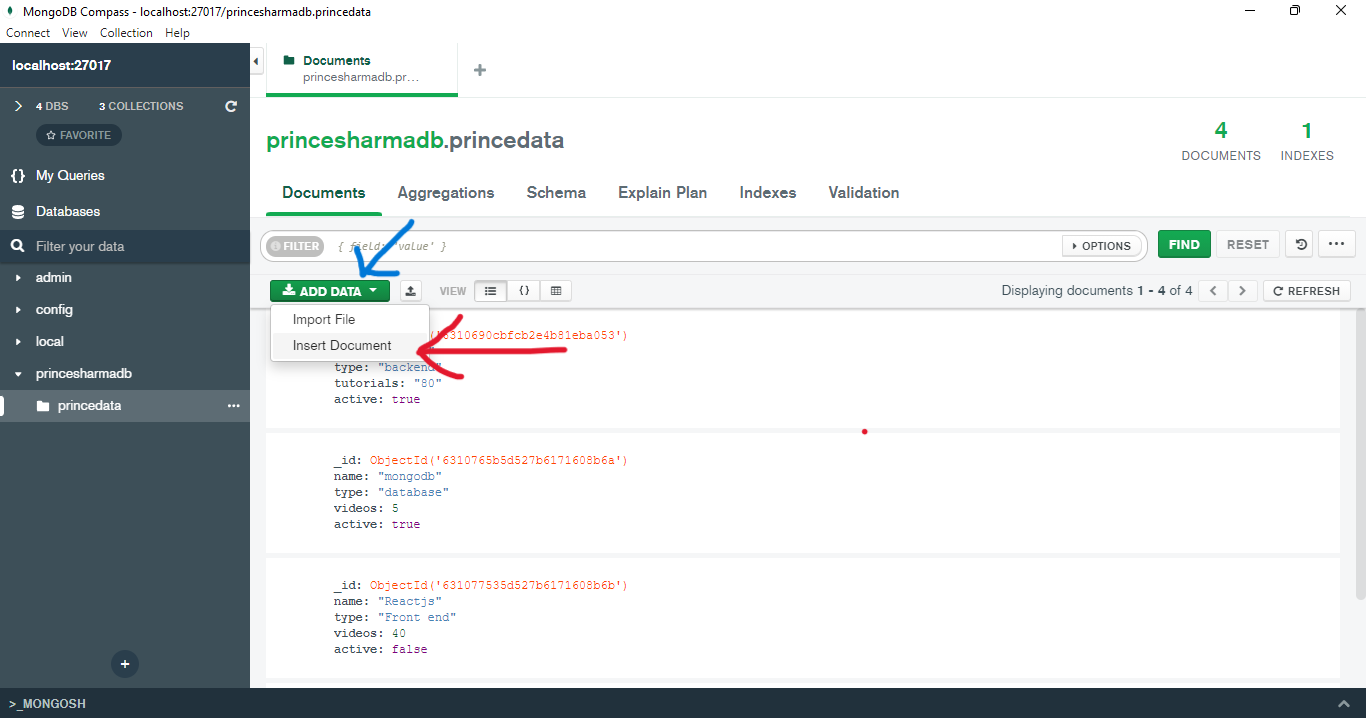 MongoDB Compass - localhost:27017/princesharmadb.princedata
Connect View Collection Help
localhost:27017
4 DBS 3 COLLECTIONS
FAVORITE
{} My Queries
Databases
Filter your data
admin
config
local
princesharmadb
princedata ...
+
Documents
princesharmadb.pr...
+
princesharmadb.princedata
4
DOCUMENTS
1
INDEXES
Documents Aggregations Schema Explain Plan Indexes Validation
FILTER { field: 'value' } OPTIONS FIND RESET ...
ADD DATA VIEW {} Displaying documents 1 - 4 of 4 < > REFRESH
Import File
Insert Document
('6310690cbfcb2e4b81eba053')
type: "backend"
tutorials: "80"
active: true
_id: ObjectId('6310765b5d527b6171608b6a')
name: "mongodb"
type: "database"
videos: 5
active: true
_id: ObjectId('631077535d527b6171608b6b')
name: "Reactjs"
type: "Front end"
videos: 40
active: false
>_MONGOSH